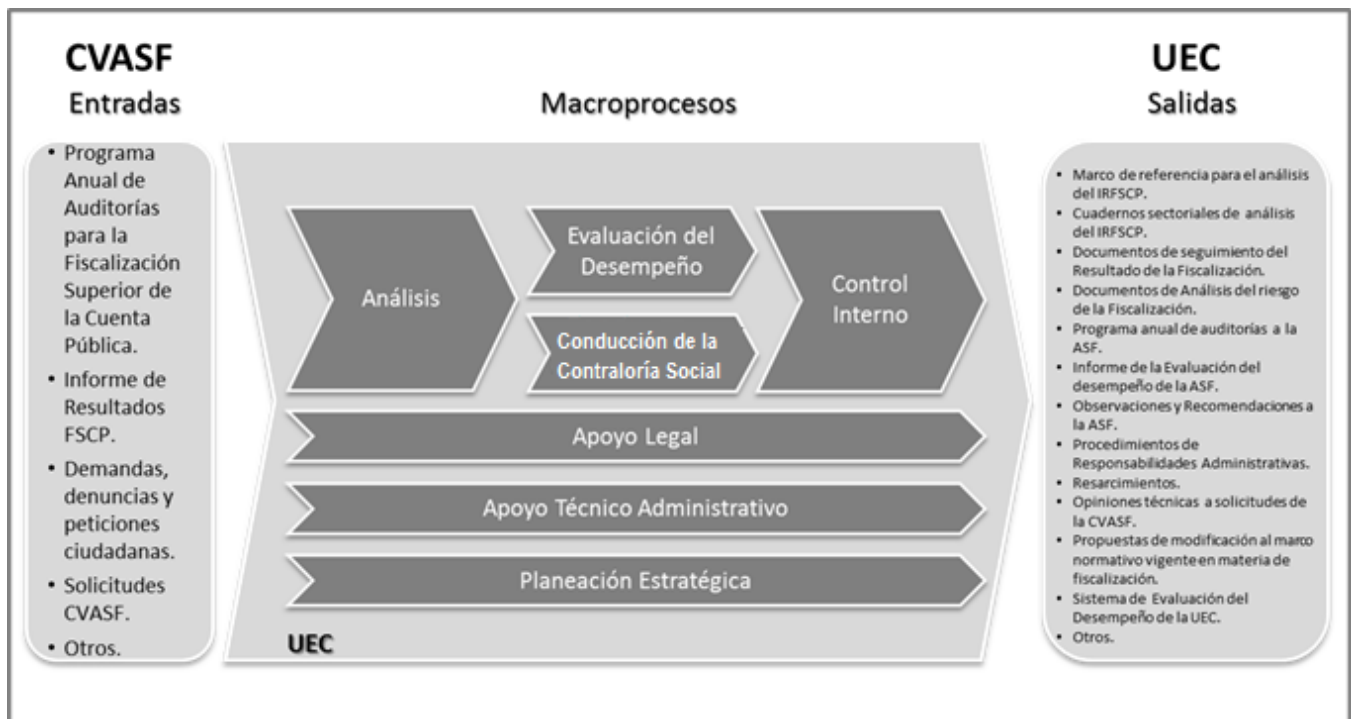 CVASF
Entradas
• Programa
Anual de
Auditorías
para la
Fiscalización
Superior de
la Cuenta
Pública.
• Informe de
Resultados
FSCP.
• Demandas,
denuncias y
peticiones
ciudadanas.
• Solicitudes
CVASF.
• Otros.
Macroprocesos
Análisis
Evaluación del
Desempeño
Conducción de la
Contraloría Social
Control
Interno
Apoyo Legal
Apoyo Técnico Administrativo
Planeación Estratégica
UEC
UEC
Salidas
• Marco de referencia para el análisis
del IRFSCP.
• Cuadernos sectoriales de análisis
del IRFSCP.
• Documentos de seguimiento del
Resultado de la Fiscalización.
• Documentos de Análisis del riesgo
de la Fiscalización.
• Programa anual de auditorías a la
ASF.
• Informe de la Evaluación del
desempeño de la ASF.
• Observaciones y Recomendaciones a
la ASF.
• Procedimientos de
Responsabilidades Administrativas.
• Resarcimientos.
• Opiniones técnicas a solicitudes de
la CVASF.
• Propuestas de modificación al marco
normativo vigente en materia de
fiscalización.
• Sistema de Evaluación del
Desempeño de la UEC.
• Otros.